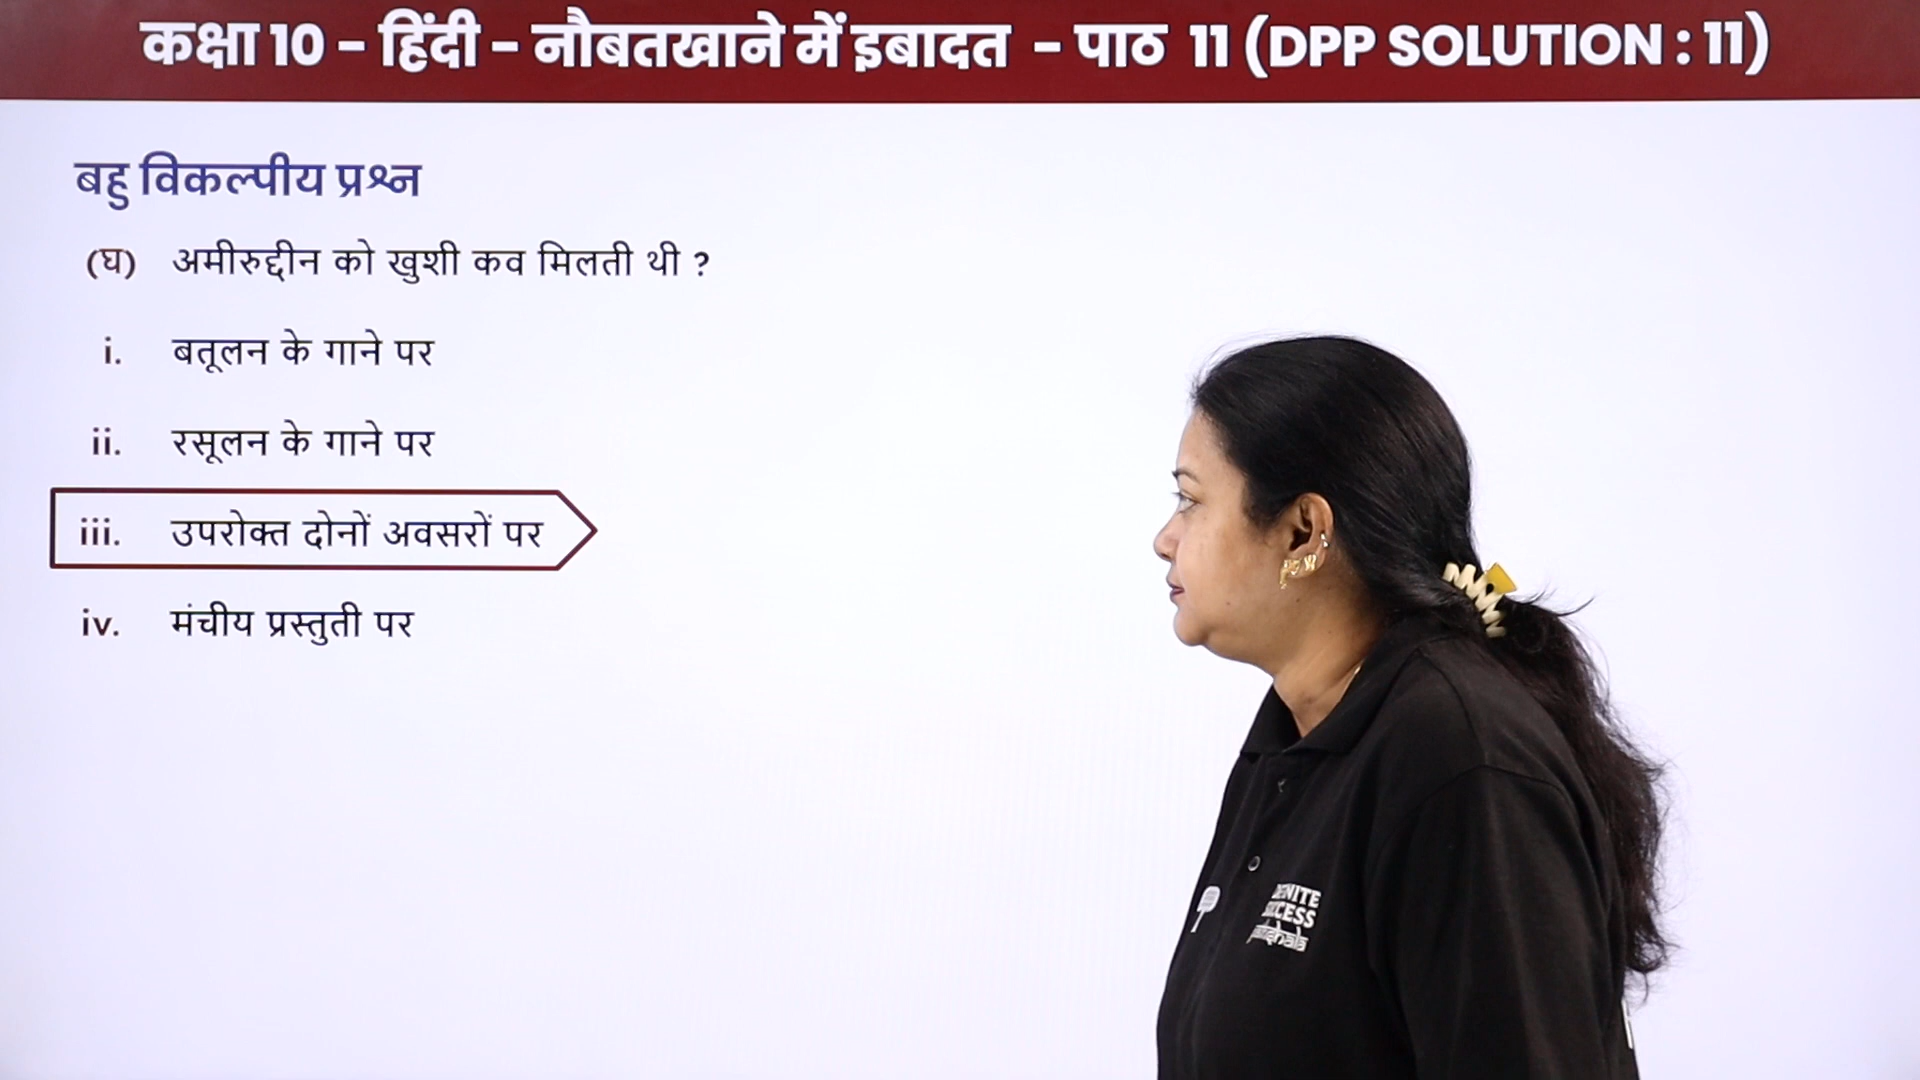 कक्षा 10 – हिंदी – नौबतखाने में इबादत – पाठ 11 (DPP SOLUTION : 11)
बहु विकल्पीय प्रश्न
(घ) अमीरुद्दीन को खुशी कव मिलती थी ?
i. बतूलन के गाने पर
ii. रसूलन के गाने पर
iii. उपरोक्त दोनों अवसरों पर
iv. मंचीय प्रस्तुती पर